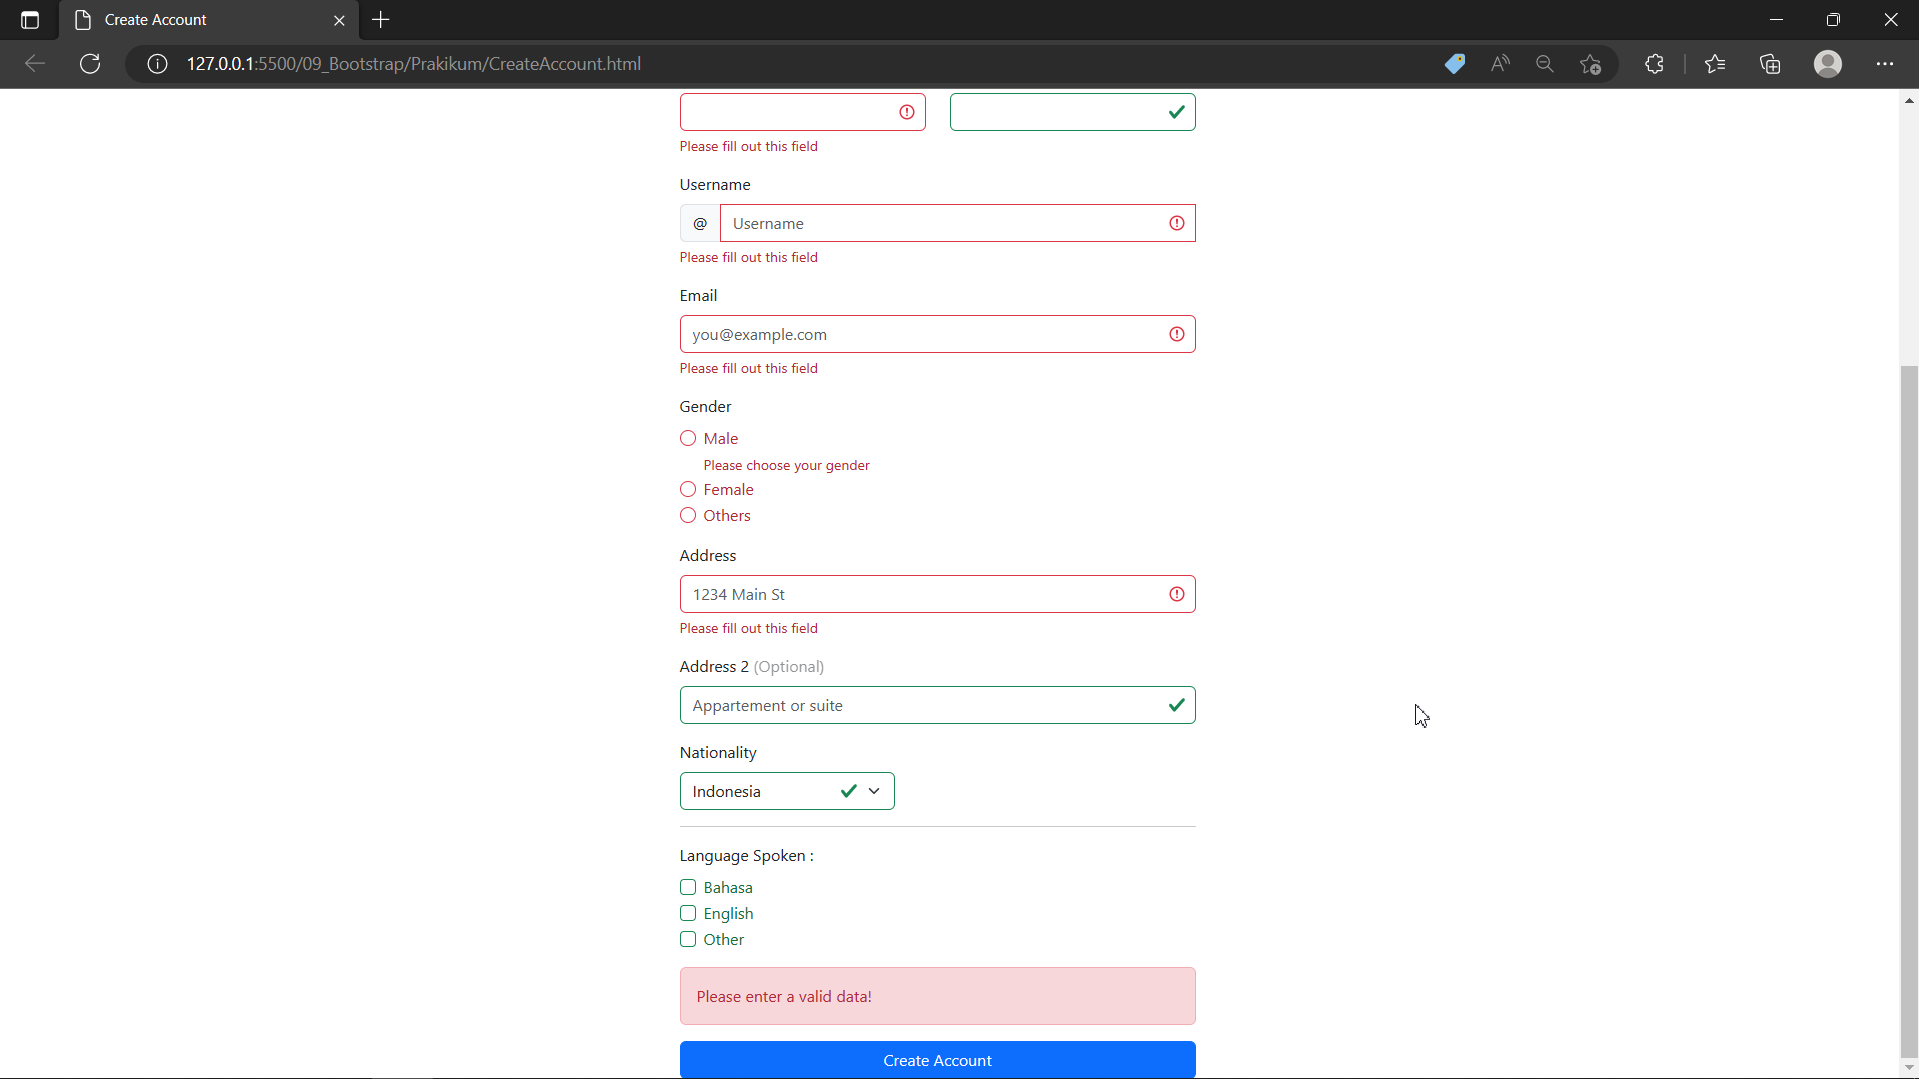 Create Account
127.0.0.1:5500/09_Bootstrap/Prakikum/CreateAccount.html
Please fill out this field
Username
@ Username
Please fill out this field
Email
you@example.com
Please fill out this field
Gender
Male
Please choose your gender
Female
Others
Address
1234 Main St
Please fill out this field
Address 2 (Optional)
Appartement or suite
Nationality
Indonesia
Language Spoken :
Bahasa
English
Other
Please enter a valid data!
Create Account